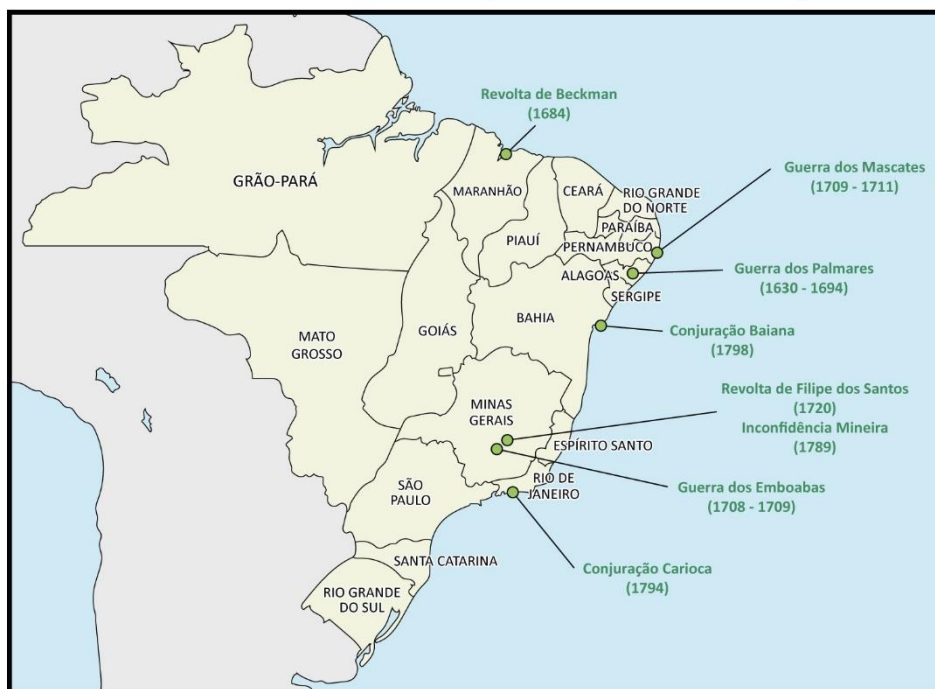 Revolta de Beckman
(1684)
Guerra dos Mascates
(1709 - 1711)
GRÃO-PARÁ
MARANHÃO
CEARÁ
RIO GRANDE
DO NORTE
PARAÍBA
PIAUÍ
PERNAMBUCO
ALAGOAS
Guerra dos Palmares
(1630 - 1694)
SERGIPE
BAHIA
Conjuração Baiana
(1798)
MATO
GROSSO
GOIÁS
MINAS
GERAIS
Revolta de Filipe dos Santos
(1720)
Inconfidência Mineira
(1789)
ESPÍRITO SANTO
SÃO
PAULO
RIO DE
JANEIRO
Guerra dos Emboabas
(1708 - 1709)
SANTA CATARINA
Conjuração Carioca
(1794)
RIO GRANDE
DO SUL